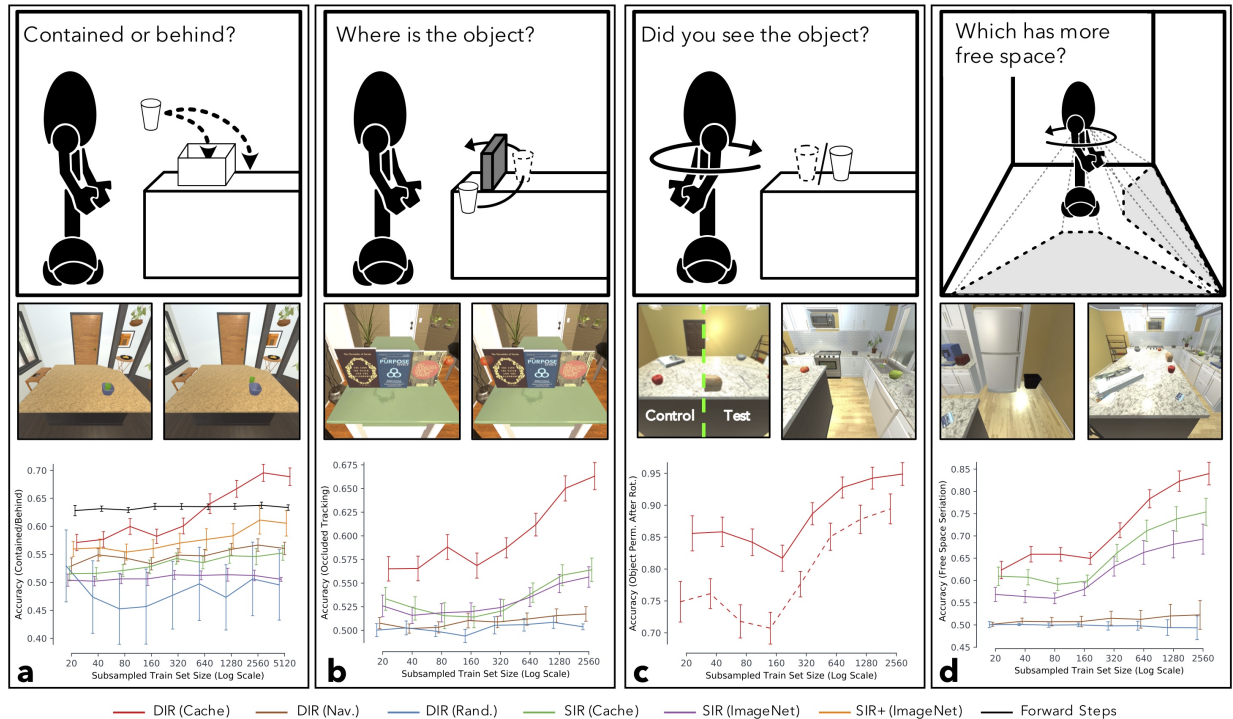 Contained or behind?
Where is the object?
Did you see the object?
Which has more
free space?
Control
Test
PURPOSE
Accuracy (Contained/Behind)
0.70
0.65
0.60
0.55
0.50
0.45
0.40
20 40 80 160 320 640 1280 2560 5120
Subsampled Train Set Size (Log Scale)
a
Accuracy (Occluded Tracking)
0.675
0.650
0.625
0.600
0.575
0.550
0.525
0.500
20 40 80 160 320 640 1280 2560
Subsampled Train Set Size (Log Scale)
b
Accuracy (Object Perm. After Rot.)
0.95
0.90
0.85
0.80
0.75
0.70
20 40 80 160 320 640 1280 2560
Subsampled Train Set Size (Log Scale)
c
Accuracy (Free Space Seriation)
0.85
0.80
0.75
0.70
0.65
0.60
0.55
0.50
0.45
20 40 80 160 320 640 1280 2560
Subsampled Train Set Size (Log Scale)
d
DIR (Cache) DIR (Nav.) DIR (Rand.) SIR (Cache) SIR (ImageNet) SIR+ (ImageNet) Forward Steps